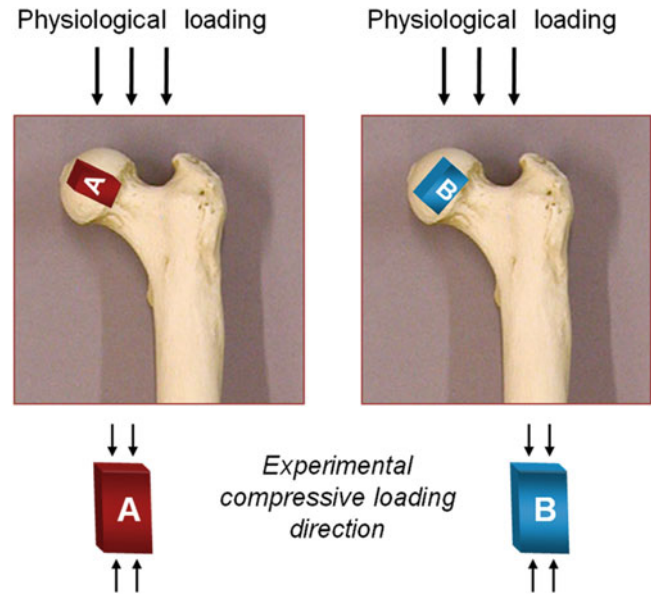 Physiological loading
Physiological loading
A
B
A
Experimental
compressive loading
direction
B